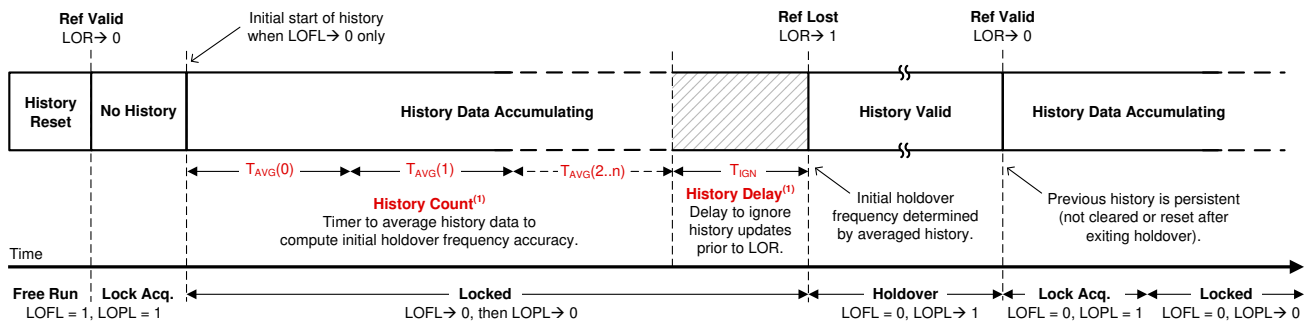 Ref Valid
LOR→ 0
Initial start of history
when LOFL→ 0 only
Ref Lost
LOR→ 1
Ref Valid
LOR→ 0
History
Reset
No History
History Data Accumulating
History Valid
History Data Accumulating
TAVG(0)
TAVG(1)
TAVG(2..n)
TIGN
History Count(1)
Timer to average history data to
compute initial holdover frequency accuracy.
History Delay(1)
Delay to ignore
history updates
prior to LOR.
Initial holdover
frequency determined
by averaged history.
Previous history is persistent
(not cleared or reset after
exiting holdover).
Time
Free Run
LOFL = 1, LOPL = 1
Lock Acq.
Locked
LOFL→ 0, then LOPL→ 0
Holdover
LOFL = 0, LOPL→ 1
Lock Acq.
LOFL = 0, LOPL = 1
Locked
LOFL = 0, LOPL→ 0